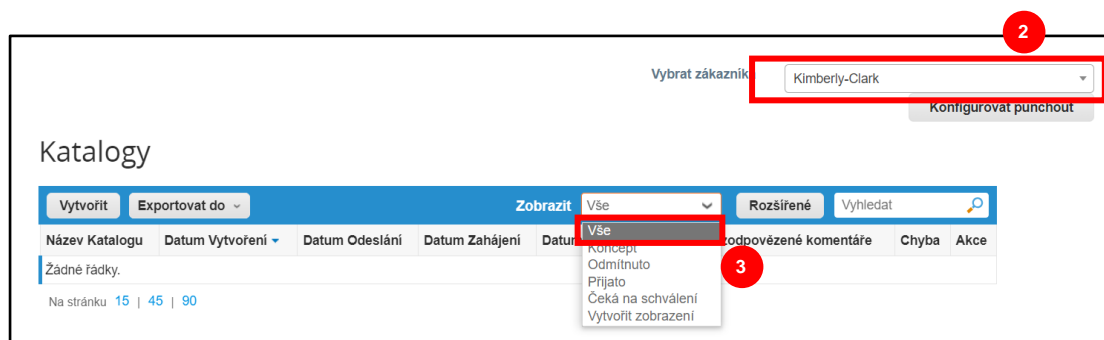 2
Vybrat zákazník
Kimberly-Clark
Konfigurovat punchout
Katalogy
Vytvořit Exportovat do Zobrazit Vše Rozšířené Vyhledat
Název Katalogu Datum Vytvoření Datum Odeslání Datum Zahájení Chyba Akce
komentáře
Žádné řádky.
Vše
Koncept
Odmítnuto
3
Přijato
Čeká na schválení
Vytvořit zobrazení
Na stránku 15 | 45 | 90